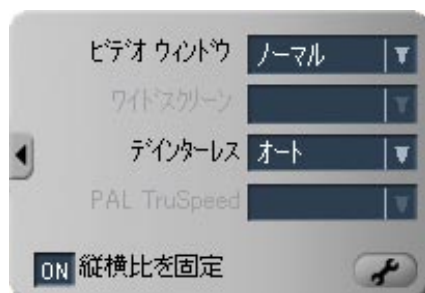 ビデオ ウィンドウ ノーマル
ワイドスクリーン
デインターレス オート
PAL TruSpeed
ON 縦横比を固定